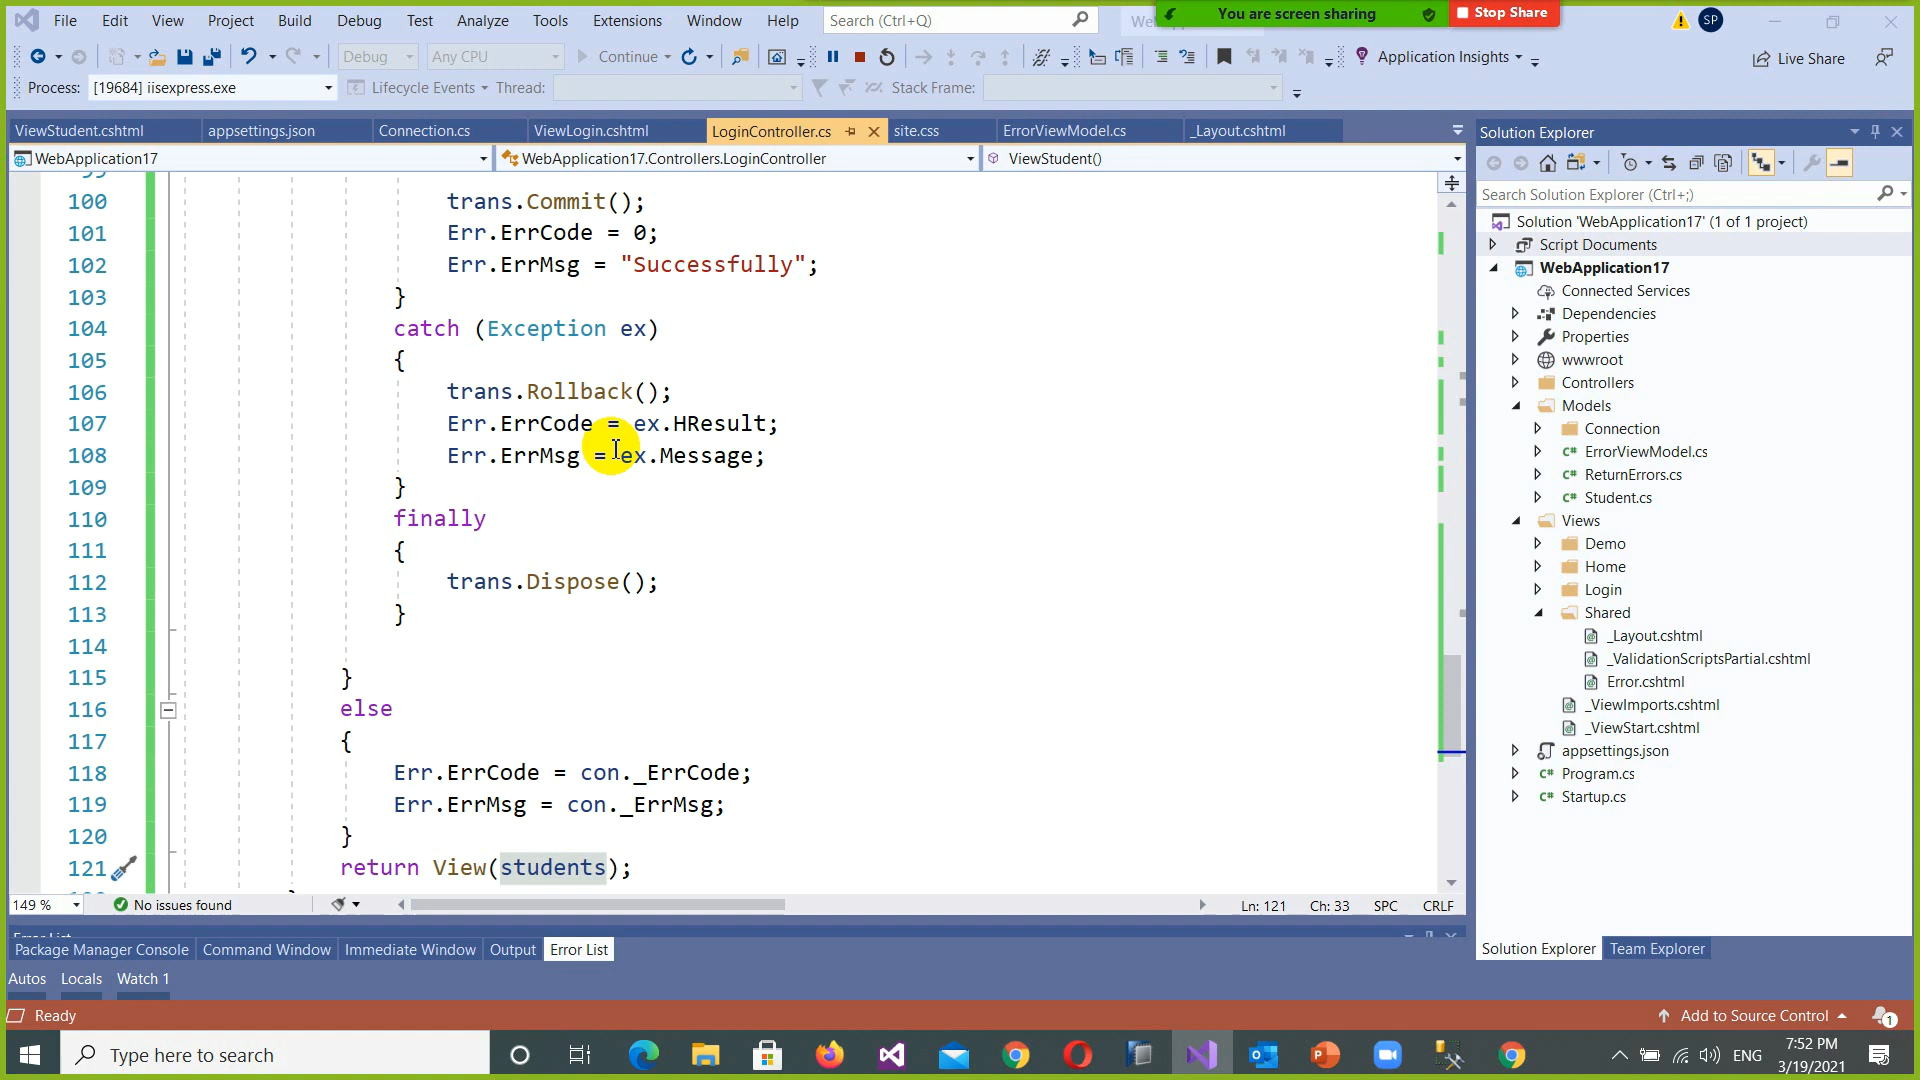 File Edit View Project Build Debug Test Analyze Tools Extensions Window Help Search (Ctrl+Q) You are screen sharing Stop Share SP
Debug Any CPU Continue Application Insights Live Share
Process: [19684] iisexpress.exe Lifecycle Events Thread: Stack Frame:
ViewStudent.cshtml appsettings.json Connection.cs ViewLogin.cshtml LoginController.cs site.css ErrorViewModel.cs _Layout.cshtml
WebApplication17 WebApplication17.Controllers.LoginController ViewStudent()
100 trans.Commit();
101 Err.ErrCode = 0;
102 Err.ErrMsg = "Successfully";
103 }
104 catch (Exception ex)
105 {
106 trans.Rollback();
107 Err.ErrCode = ex.HResult;
108 Err.ErrMsg = ex.Message;
109 }
110 finally
111 {
112 trans.Dispose();
113 }
114
115 }
116 else
117 {
118 Err.ErrCode = con._ErrCode;
119 Err.ErrMsg = con._ErrMsg;
120 }
121 return View(students);
149 % No issues found Ln: 121 Ch: 33 SPC CRLF
Error List
Package Manager Console Command Window Immediate Window Output Error List
Autos Locals Watch 1
Solution Explorer
Search Solution Explorer (Ctrl+;)
Solution 'WebApplication17' (1 of 1 project)
Script Documents
WebApplication17
Connected Services
Dependencies
Properties
wwwroot
Controllers
Models
Connection
ErrorViewModel.cs
ReturnErrors.cs
Student.cs
Views
Demo
Home
Login
Shared
_Layout.cshtml
_ValidationScriptsPartial.cshtml
Error.cshtml
_ViewImports.cshtml
_ViewStart.cshtml
appsettings.json
Program.cs
Startup.cs
Solution Explorer Team Explorer
Ready Add to Source Control 1
Type here to search ENG 7:52 PM
3/19/2021